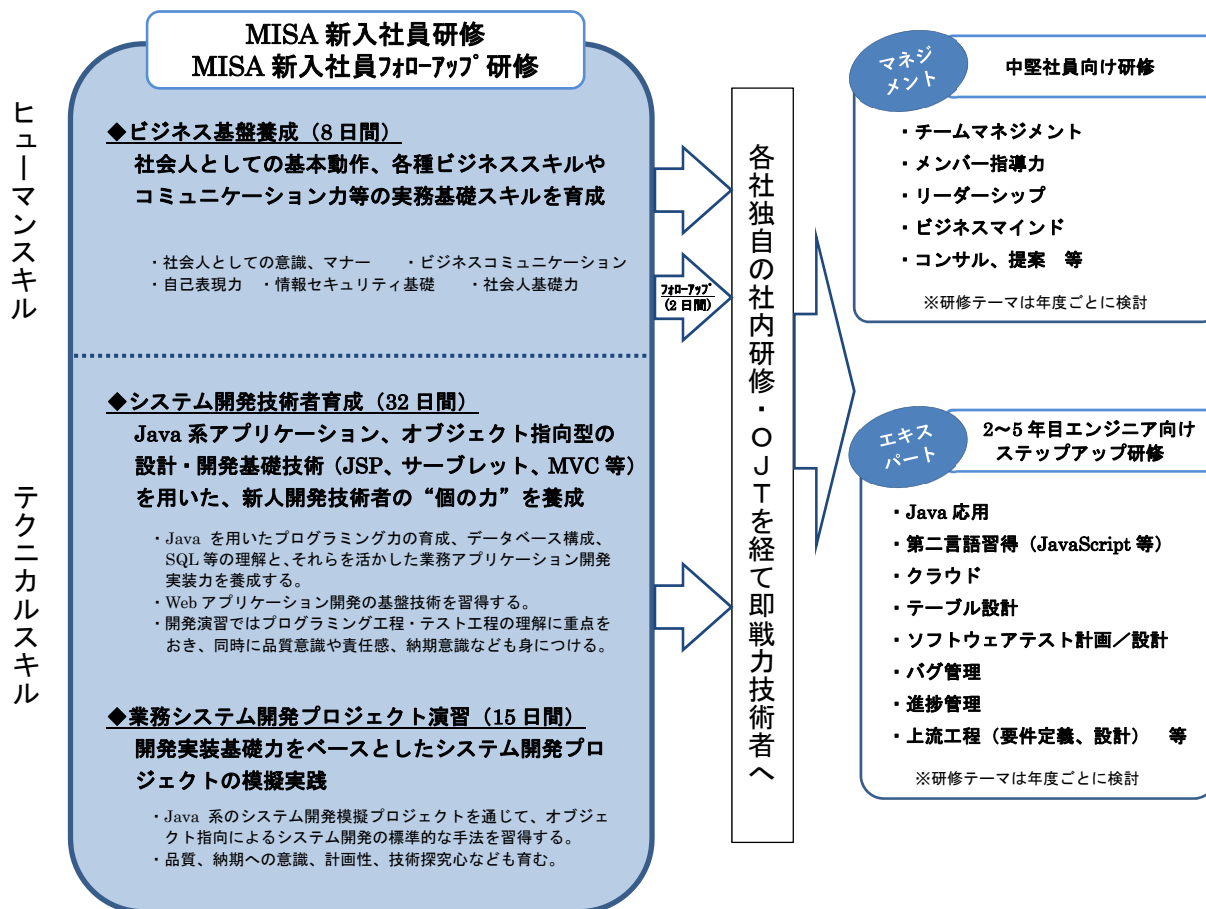 MISA 新入社員研修
MISA 新入社員ﾌｫﾛｰｱｯﾌﾟ研修
ヒューマンスキル
◆ビジネス基盤養成（8 日間）
社会人としての基本動作、各種ビジネススキルや
コミュニケーション力等の実務基礎スキルを育成
・社会人としての意識、マナー　・ビジネスコミュニケーション
・自己表現力　・情報セキュリティ基礎　・社会人基礎力
ﾌｫﾛｰｱｯﾌﾟ
(2 日間)
テクニカルスキル
◆システム開発技術者育成（32 日間）
Java 系アプリケーション、オブジェクト指向型の
設計・開発基礎技術（JSP、サーブレット、MVC 等）
を用いた、新人開発技術者の“個の力”を養成
・Java を用いたプログラミング力の育成、データベース構成、
SQL 等の理解と、それらを活かした業務アプリケーション開発
実装力を養成する。
・Web アプリケーション開発の基盤技術を習得する。
・開発演習ではプログラミング工程・テスト工程の理解に重点を
おき、同時に品質意識や責任感、納期意識なども身につける。
◆業務システム開発プロジェクト演習（15 日間）
開発実装基礎力をベースとしたシステム開発プロ
ジェクトの模擬実践
・Java 系のシステム開発模擬プロジェクトを通じて、オブジェ
クト指向によるシステム開発の標準的な手法を習得する。
・品質、納期への意識、計画性、技術探究心なども育む。
各社独自の社内研修・ＯＪＴを経て即戦力技術者へ
マネジ
メント
中堅社員向け研修
・チームマネジメント
・メンバー指導力
・リーダーシップ
・ビジネスマインド
・コンサル、提案　等
※研修テーマは年度ごとに検討
エキス
パート
2～5 年目エンジニア向け
ステップアップ研修
・Java 応用
・第二言語習得（JavaScript 等）
・クラウド
・テーブル設計
・ソフトウェアテスト計画／設計
・バグ管理
・進捗管理
・上流工程（要件定義、設計）　等
※研修テーマは年度ごとに検討